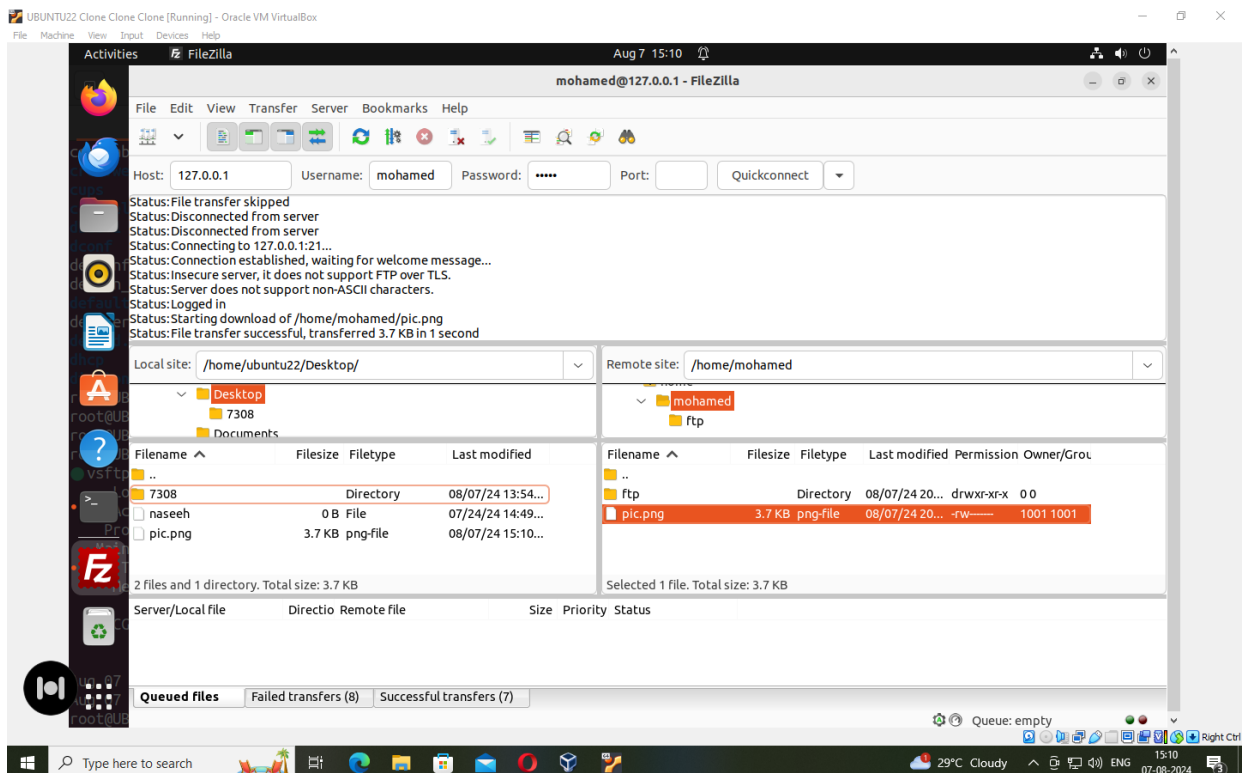 UBUNTU22 Clone Clone Clone [Running] - Oracle VM VirtualBox
File Machine View Input Devices Help
Activities FileZilla Aug 7 15:10
mohamed@127.0.0.1 - FileZilla
File Edit View Transfer Server Bookmarks Help
Host: 127.0.0.1 Username: mohamed Password: ••••• Port: Quickconnect
Status:File transfer skipped
Status:Disconnected from server
Status:Disconnected from server
Status:Connecting to 127.0.0.1:21...
Status:Connection established, waiting for welcome message...
Status:Insecure server, it does not support FTP over TLS.
Status:Server does not support non-ASCII characters.
Status:Logged in
Status:Starting download of /home/mohamed/pic.png
Status:File transfer successful, transferred 3.7 KB in 1 second
Local site: /home/ubuntu22/Desktop/ Remote site: /home/mohamed
Desktop
7308
Documents
home
mohamed
ftp
Filename Filesize Filetype Last modified
..
7308 Directory 08/07/24 13:54...
naseeh 0 B File 07/24/24 14:49...
pic.png 3.7 KB png-file 08/07/24 15:10...
2 files and 1 directory. Total size: 3.7 KB
Filename Filesize Filetype Last modified Permission Owner/Grou
..
ftp Directory 08/07/24 20... drwxr-xr-x 0 0
pic.png 3.7 KB png-file 08/07/24 20... -rw------- 1001 1001
Selected 1 file. Total size: 3.7 KB
Server/Local file Directio Remote file Size Priority Status
Queued files Failed transfers (8) Successful transfers (7)
Queue: empty
Right Ctrl
Type here to search 29°C Cloudy ENG 15:10
07-08-2024
3